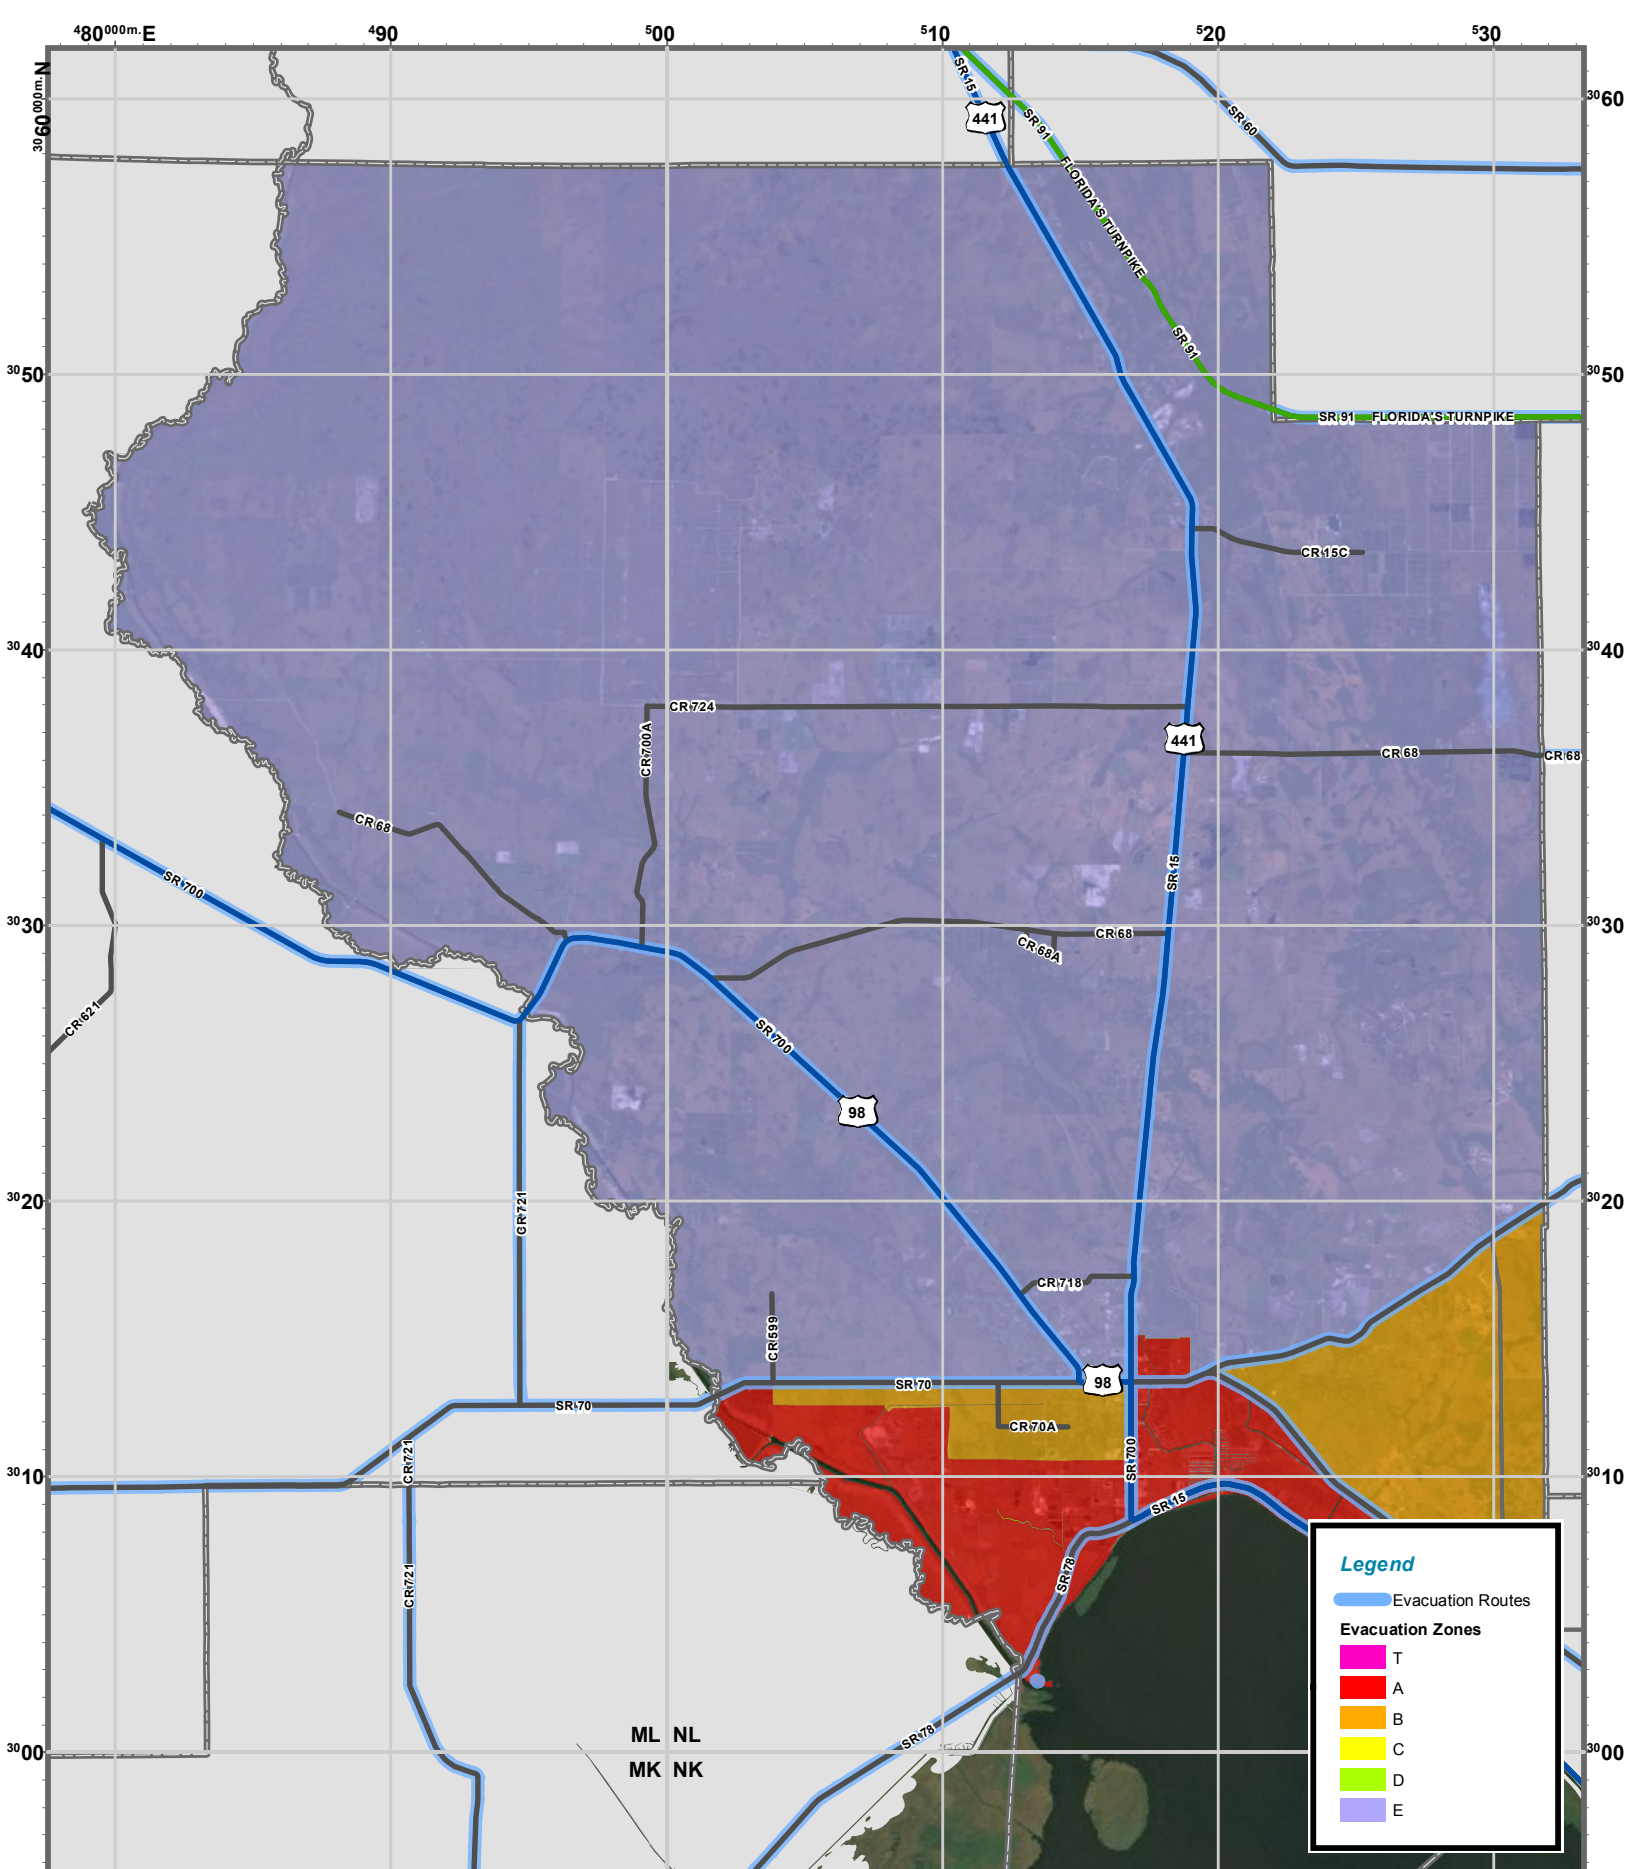 480000m.E
490
500
510
520
530
3060000m.N
SR 15
441
SR 91
SR 60
3060
FLORIDA'S TURNPIKE
SR 91
3050
3050
SR 91 FLORIDA'S TURNPIKE
CR 15C
3040
3040
CR 724
CR 700A
441
CR 68
CR 68
CR 68
SR 15
SR 700
3030
3030
CR 68
CR 68A
CR 621
SR 700
98
3020
CR 721
3020
CR 718
CR 599
98
SR 70
SR 70
CR 70A
CR 721
SR 700
3010
3010
SR 15
CR 721
SR 78
SR 78
ML NL
3000
3000
MK NK
Legend
Evacuation Routes
Evacuation Zones
T
A
B
C
D
E